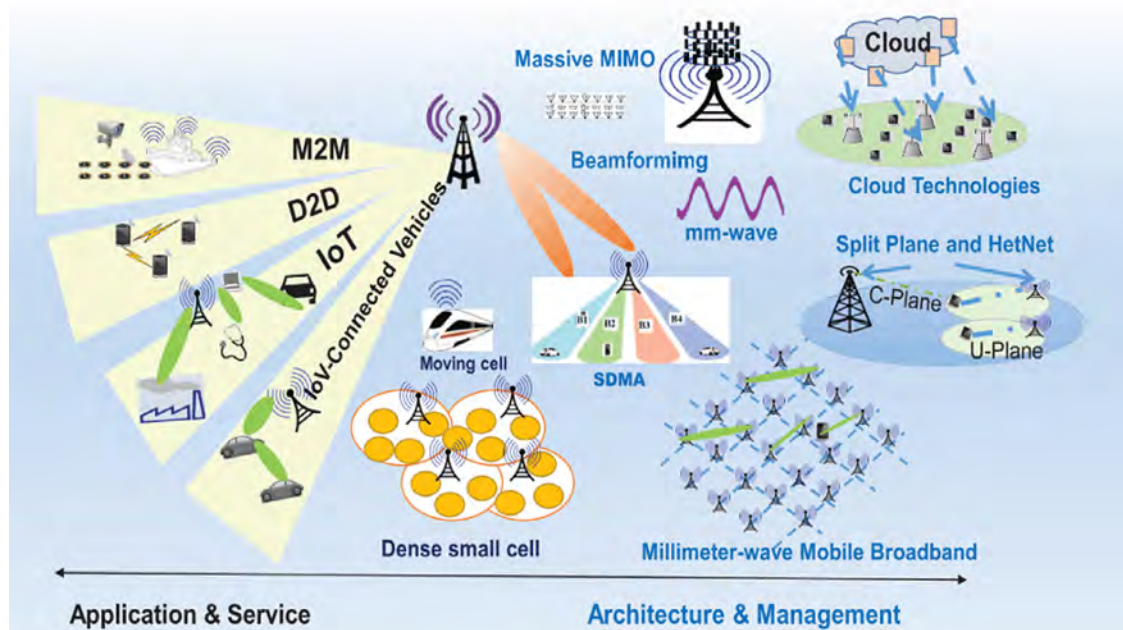 Massive MIMO
Cloud
M2M
Beamformimg
Cloud Technologies
D2D
mm-wave
Split Plane and HetNet
IoT
C-Plane
IoV-Connected Vehicles
B1
B2
B3
B4
U-Plane
Moving cell
SDMA
Dense small cell
Millimeter-wave Mobile Broadband
Application & Service
Architecture & Management